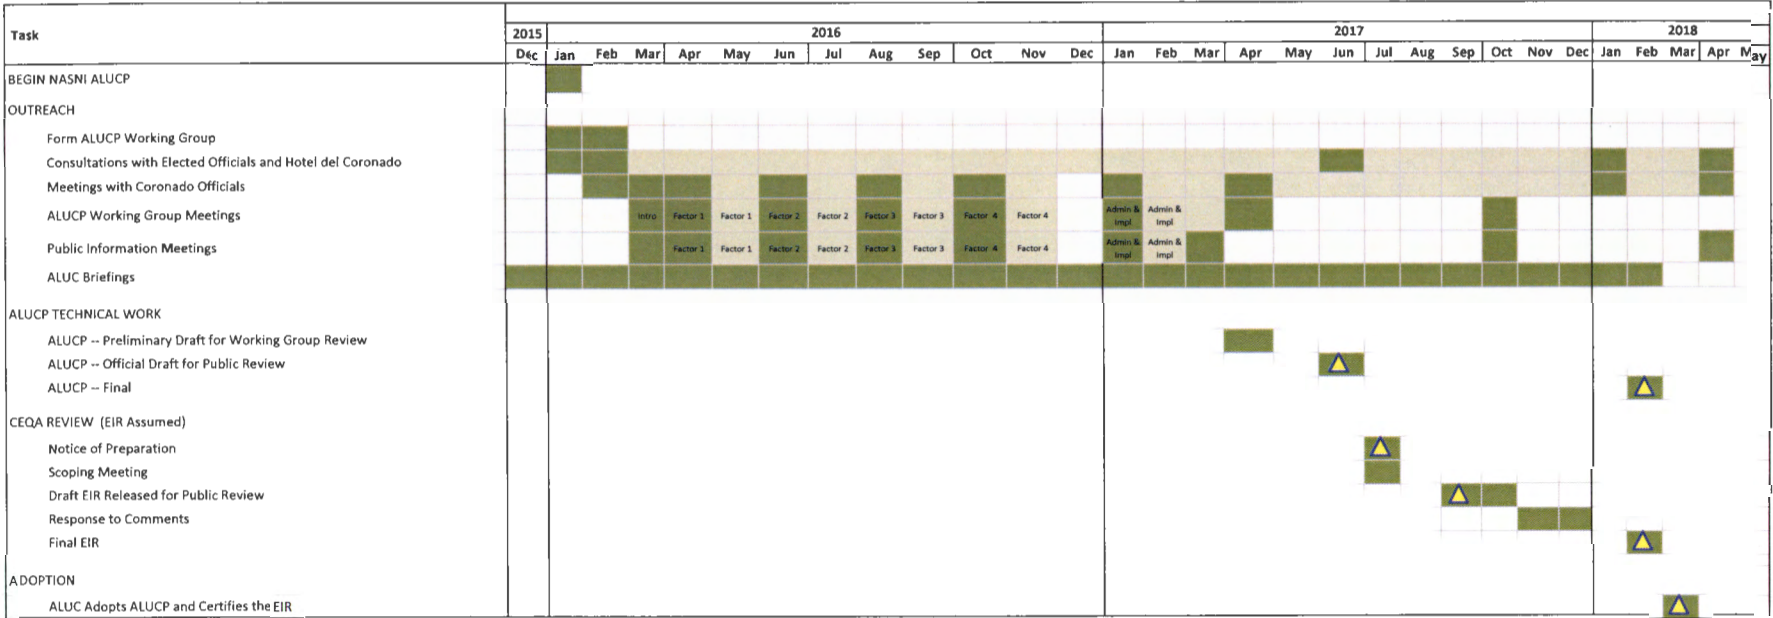 Task 2015 2016 2017 2018
Dec Jan Feb Mar Apr May Jun Jul Aug Sep Oct Nov Dec Jan Feb Mar Apr May Jun Jul Aug Sep Oct Nov Dec Jan Feb Mar Apr May
BEGIN NASNI ALUCP
OUTREACH
Form ALUCP Working Group
Consultations with Elected Officials and Hotel del Coronado
Meetings with Coronado Officials
ALUCP Working Group Meetings Intro Factor 1 Factor 1 Factor 2 Factor 2 Factor 3 Factor 3 Factor 4 Factor 4 Admin & Impl Admin & Impl
Public Information Meetings Factor 1 Factor 1 Factor 2 Factor 2 Factor 3 Factor 3 Factor 4 Factor 4 Admin & Impl Admin & Impl
ALUC Briefings
ALUCP TECHNICAL WORK
ALUCP -- Preliminary Draft for Working Group Review
ALUCP -- Official Draft for Public Review
ALUCP -- Final
CEQA REVIEW (EIR Assumed)
Notice of Preparation
Scoping Meeting
Draft EIR Released for Public Review
Response to Comments
Final EIR
ADOPTION
ALUC Adopts ALUCP and Certifies the EIR